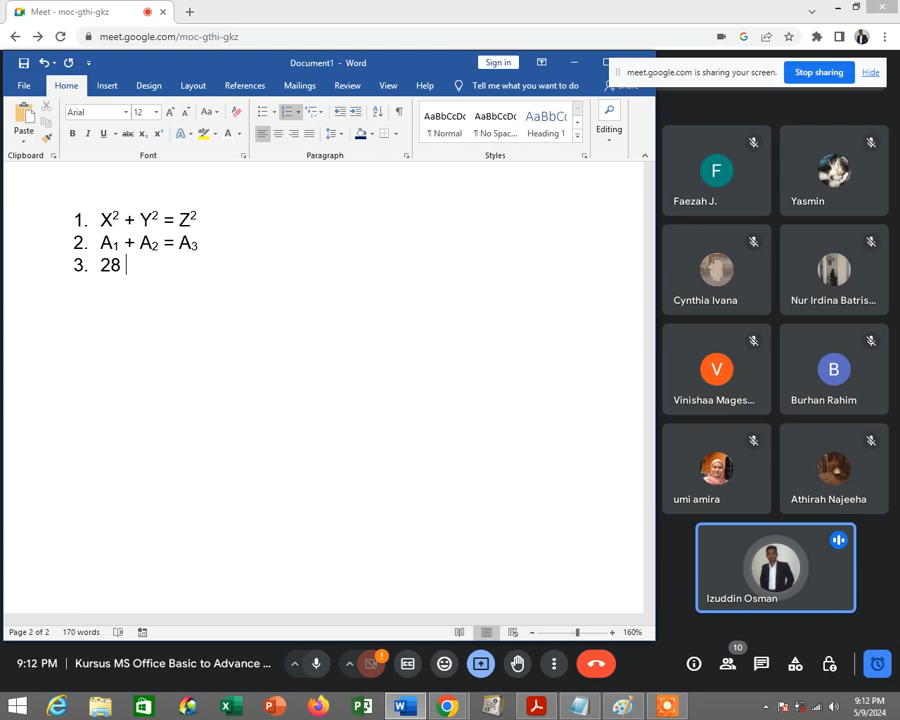 Meet - moc-gthi-gkz
meet.google.com/moc-gthi-gkz
Document1 - Word
Sign in
meet.google.com is sharing your screen.
Stop sharing
Hide
File
Home
Insert
Design
Layout
References
Mailings
Review
View
Help
Tell me what you want to do
Share
Paste
Clipboard
Arial
12
Font
Paragraph
AaBbCcDc
AaBbCcDc
AaBbCc
¶ Normal
¶ No Spac...
Heading 1
Styles
Editing
1. X² + Y² = Z²
2. A₁ + A₂ = A₃
3. 28
Page 2 of 2
170 words
160%
F
Faezah J.
Yasmin
Cynthia Ivana
Nur Irdina Batris...
V
Vinishaa Mages...
B
Burhan Rahim
umi amira
Athirah Najeeha
Izuddin Osman
9:12 PM
Kursus MS Office Basic to Advance ...
10
9:12 PM
5/9/2024